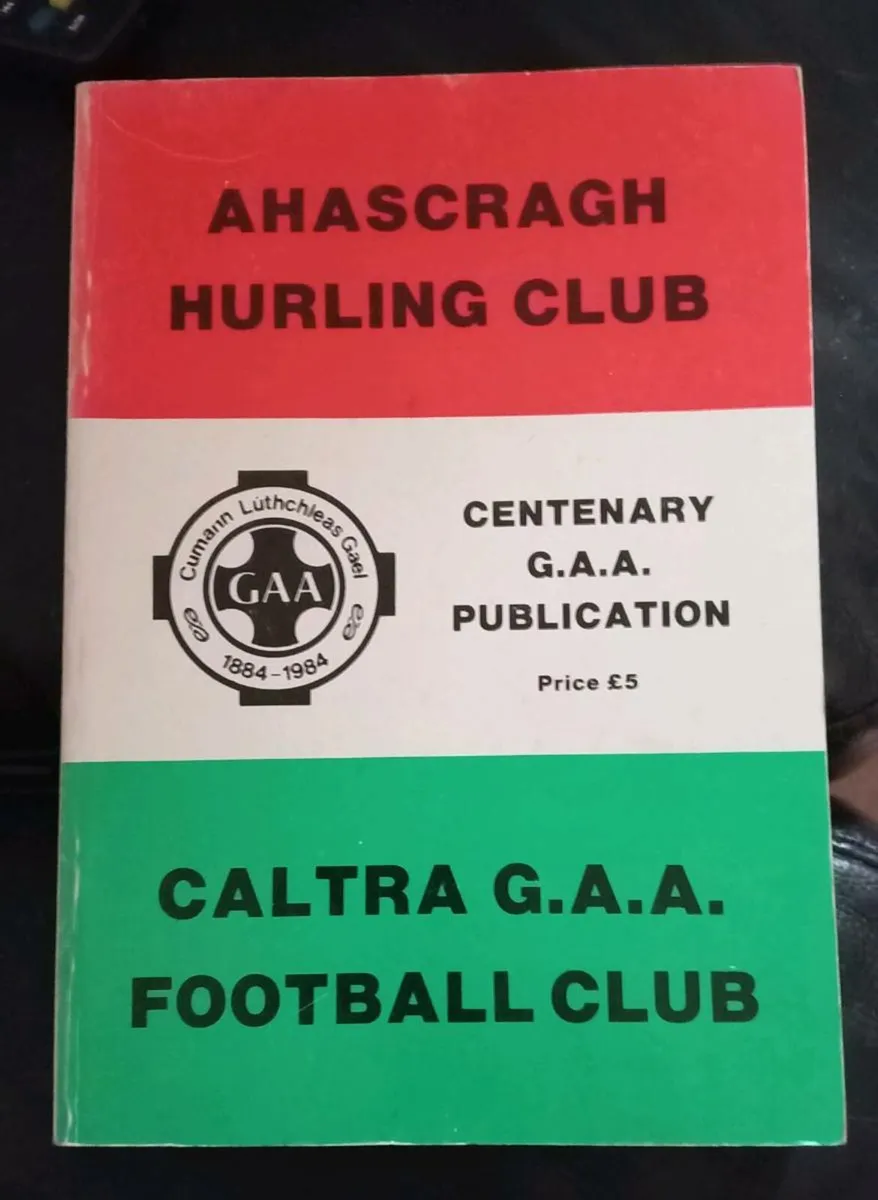 AHASCRAGH
HURLING CLUB
Cumann Lúthchleas Gael
GAA
1884-1984
CENTENARY
G.A.A.
PUBLICATION
Price £5
CALTRA G.A.A.
FOOTBALL CLUB